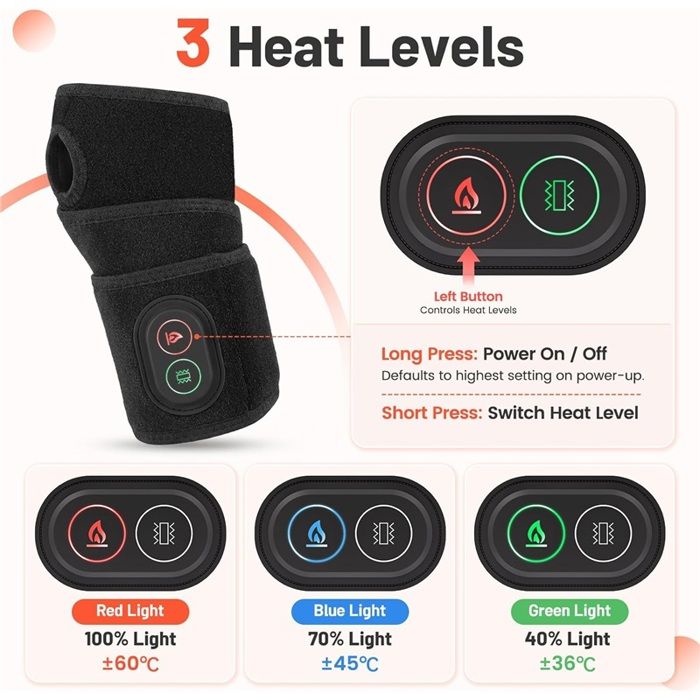 3 Heat Levels
Left Button
Controls Heat Levels
Long Press: Power On / Off
Defaults to highest setting on power-up.
Short Press: Switch Heat Level
Red Light
100% Light
±60℃
Blue Light
70% Light
±45℃
Green Light
40% Light
±36℃